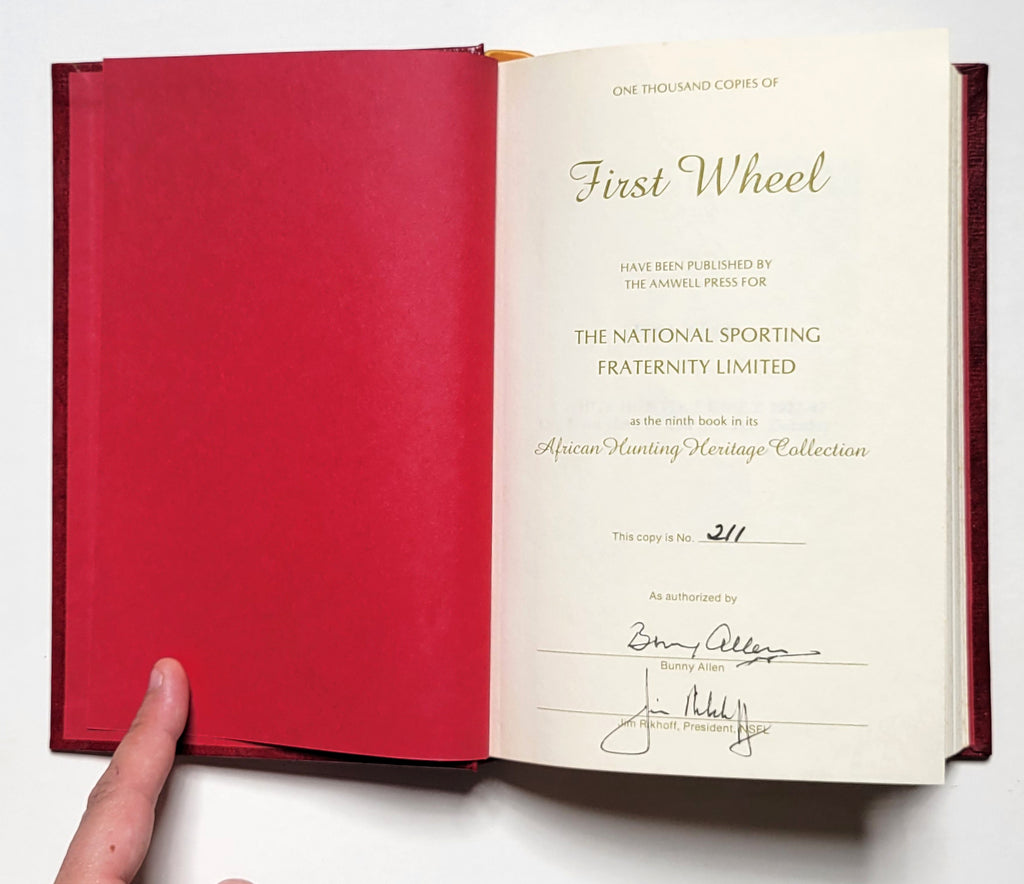 ONE THOUSAND COPIES OF
First Wheel
HAVE BEEN PUBLISHED BY
THE AMWELL PRESS FOR
THE NATIONAL SPORTING
FRATERNITY LIMITED
as the ninth book in its
African Hunting Heritage Collection
This copy is No. 211
As authorized by
Bunny Allen
Bunny Allen
Jim Rikhoff
Jim Rikhoff, President, NSFL